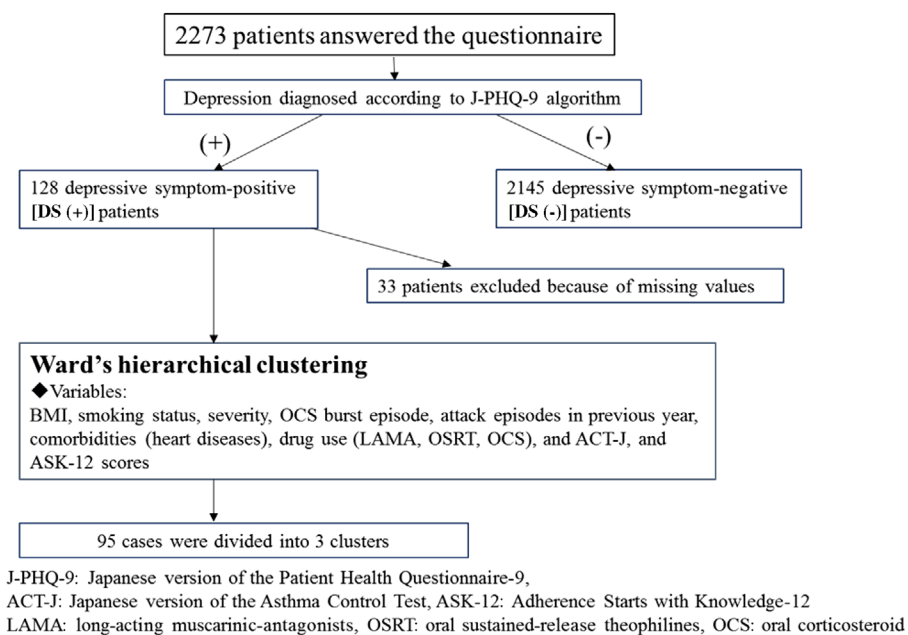 2273 patients answered the questionnaire
Depression diagnosed according to J-PHQ-9 algorithm
(+)
(-)
128 depressive symptom-positive
[DS (+)] patients
2145 depressive symptom-negative
[DS (-)] patients
33 patients excluded because of missing values
Ward's hierarchical clustering
◆Variables:
BMI, smoking status, severity, OCS burst episode, attack episodes in previous year,
comorbidities (heart diseases), drug use (LAMA, OSRT, OCS), and ACT-J, and
ASK-12 scores
95 cases were divided into 3 clusters
J-PHQ-9: Japanese version of the Patient Health Questionnaire-9,
ACT-J: Japanese version of the Asthma Control Test, ASK-12: Adherence Starts with Knowledge-12
LAMA: long-acting muscarinic-antagonists, OSRT: oral sustained-release theophilines, OCS: oral corticosteroid